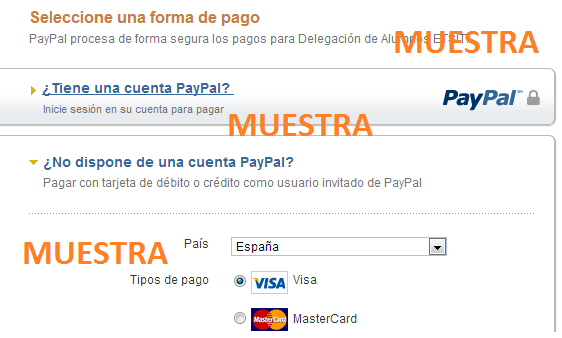 Seleccione una forma de pago
PayPal procesa de forma segura los pagos para Delegación de Alumnos ETSIT
MUESTRA
¿Tiene una cuenta PayPal?
Inicie sesión en su cuenta para pagar
PayPal
MUESTRA
¿No dispone de una cuenta PayPal?
Pagar con tarjeta de débito o crédito como usuario invitado de PayPal
MUESTRA
País
España
Tipos de pago
VISA Visa
MasterCard MasterCard